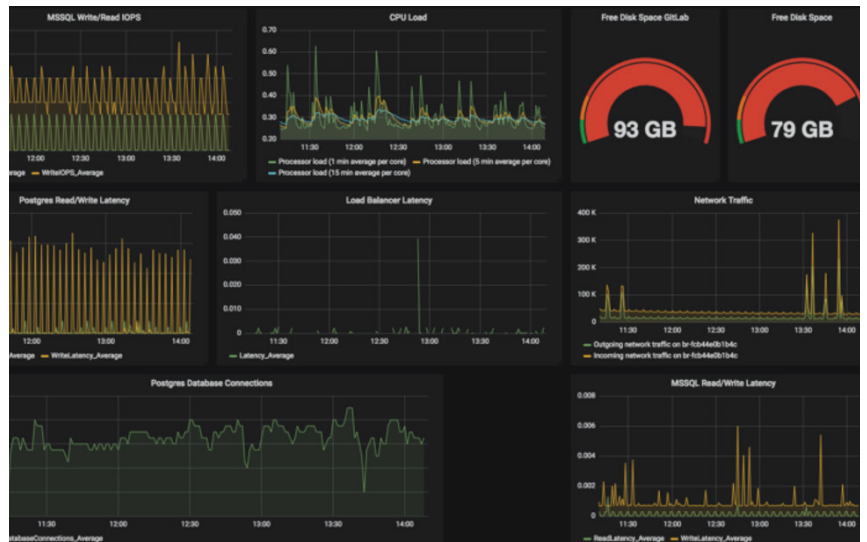 MSSQL Write/Read IOPS
12:00 12:30 13:00 13:30 14:00
WriteIOPS_Average
CPU Load
0.70
0.60
0.50
0.40
0.30
0.20
11:30 12:00 12:30 13:00 13:30 14:00
Processor load (1 min average per core) Processor load (5 min average per core)
Processor load (15 min average per core)
Free Disk Space GitLab
93 GB
Free Disk Space
79 GB
Postgres Read/Write Latency
12:00 12:30 13:00 13:30 14:00
Average WriteLatency_Average
Load Balancer Latency
0.050
0.040
0.030
0.020
0.010
0
11:30 12:00 12:30 13:00 13:30 14:00
Latency_Average
Network Traffic
400 K
300 K
200 K
100 K
0
11:30 12:00 12:30 13:00 13:30 14:00
Outgoing network traffic on br-fcb44e0b1b4c
Incoming network traffic on br-fcb44e0b1b4c
Postgres Database Connections
11:30 12:00 12:30 13:00 13:30 14:00
atabaseConnections_Average
MSSQL Read/Write Latency
0.008
0.006
0.004
0.002
0
11:30 12:00 12:30 13:00 13:30 14:00
ReadLatency_Average WriteLatency_Average